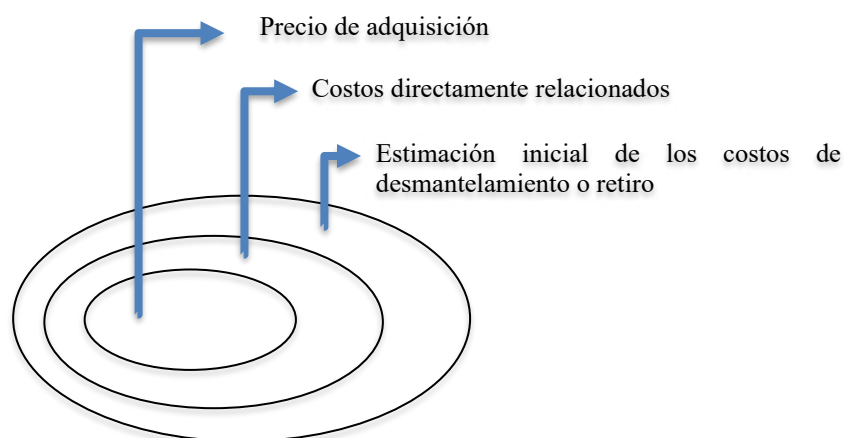 Precio de adquisición
Costos directamente relacionados
Estimación inicial de los costos de
desmantelamiento o retiro